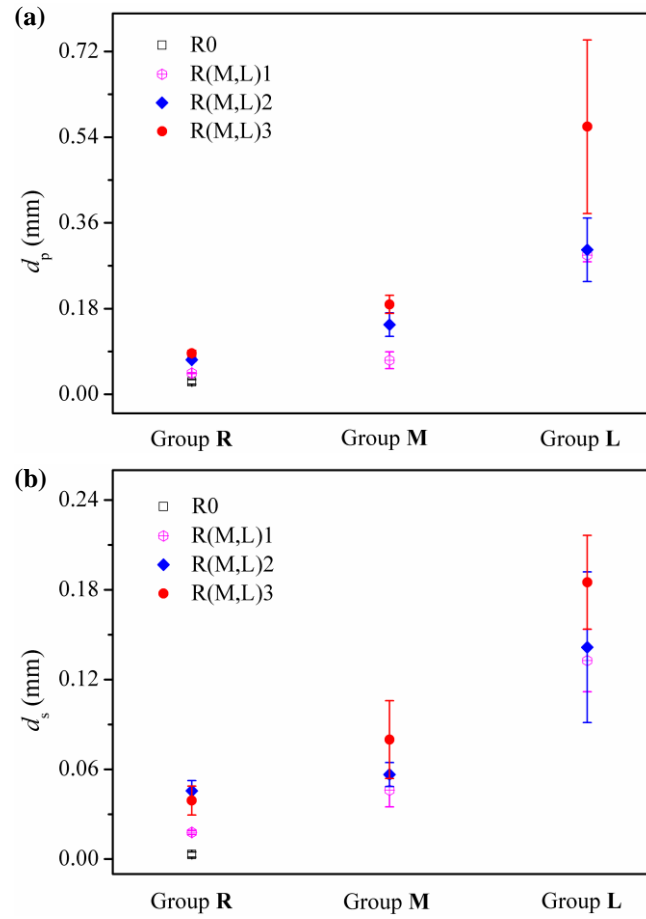 (a)
0.72
0.54
0.36
0.18
0.00
dp (mm)
R0
R(M,L)1
R(M,L)2
R(M,L)3
Group R
Group M
Group L
(b)
0.24
0.18
0.12
0.06
0.00
ds (mm)
R0
R(M,L)1
R(M,L)2
R(M,L)3
Group R
Group M
Group L